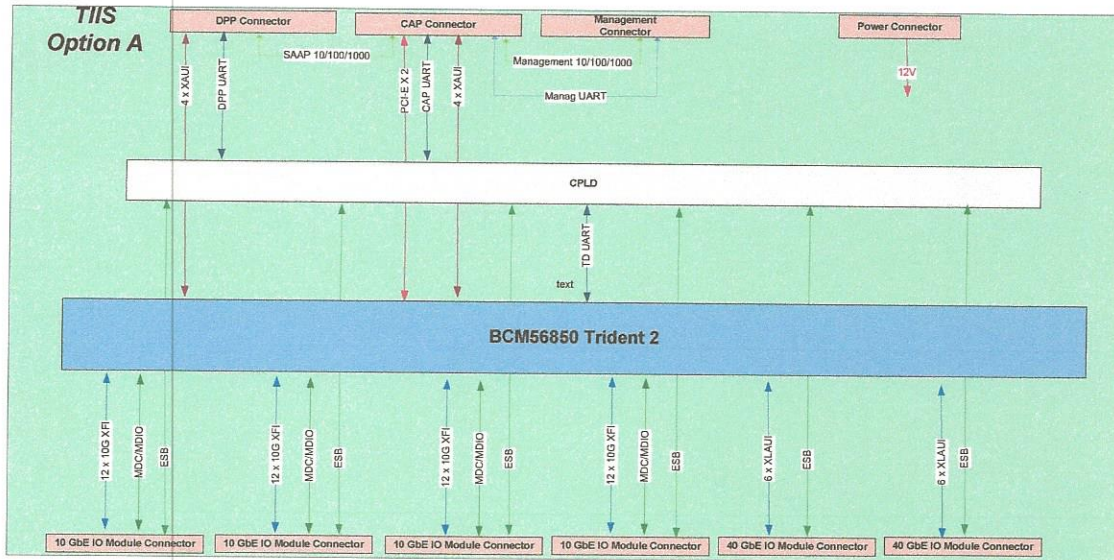 TIIS
Option A
DPP Connector
CAP Connector
Management
Connector
Power Connector
SAAP 10/100/1000
Management 10/100/1000
Manag UART
12V
4 x XAUI
DPP UART
PCI-E X 2
CAP UART
4 x XAUI
CPLD
TD UART
text
BCM56850 Trident 2
12 x 10G XFI
MDC/MDIO
ESB
12 x 10G XFI
MDC/MDIO
ESB
12 x 10G XFI
MDC/MDIO
ESB
12 x 10G XFI
MDC/MDIO
ESB
6 x XLAUI
ESB
6 x XLAUI
ESB
10 GbE IO Module Connector
10 GbE IO Module Connector
10 GbE IO Module Connector
10 GbE IO Module Connector
40 GbE IO Module Connector
40 GbE IO Module Connector